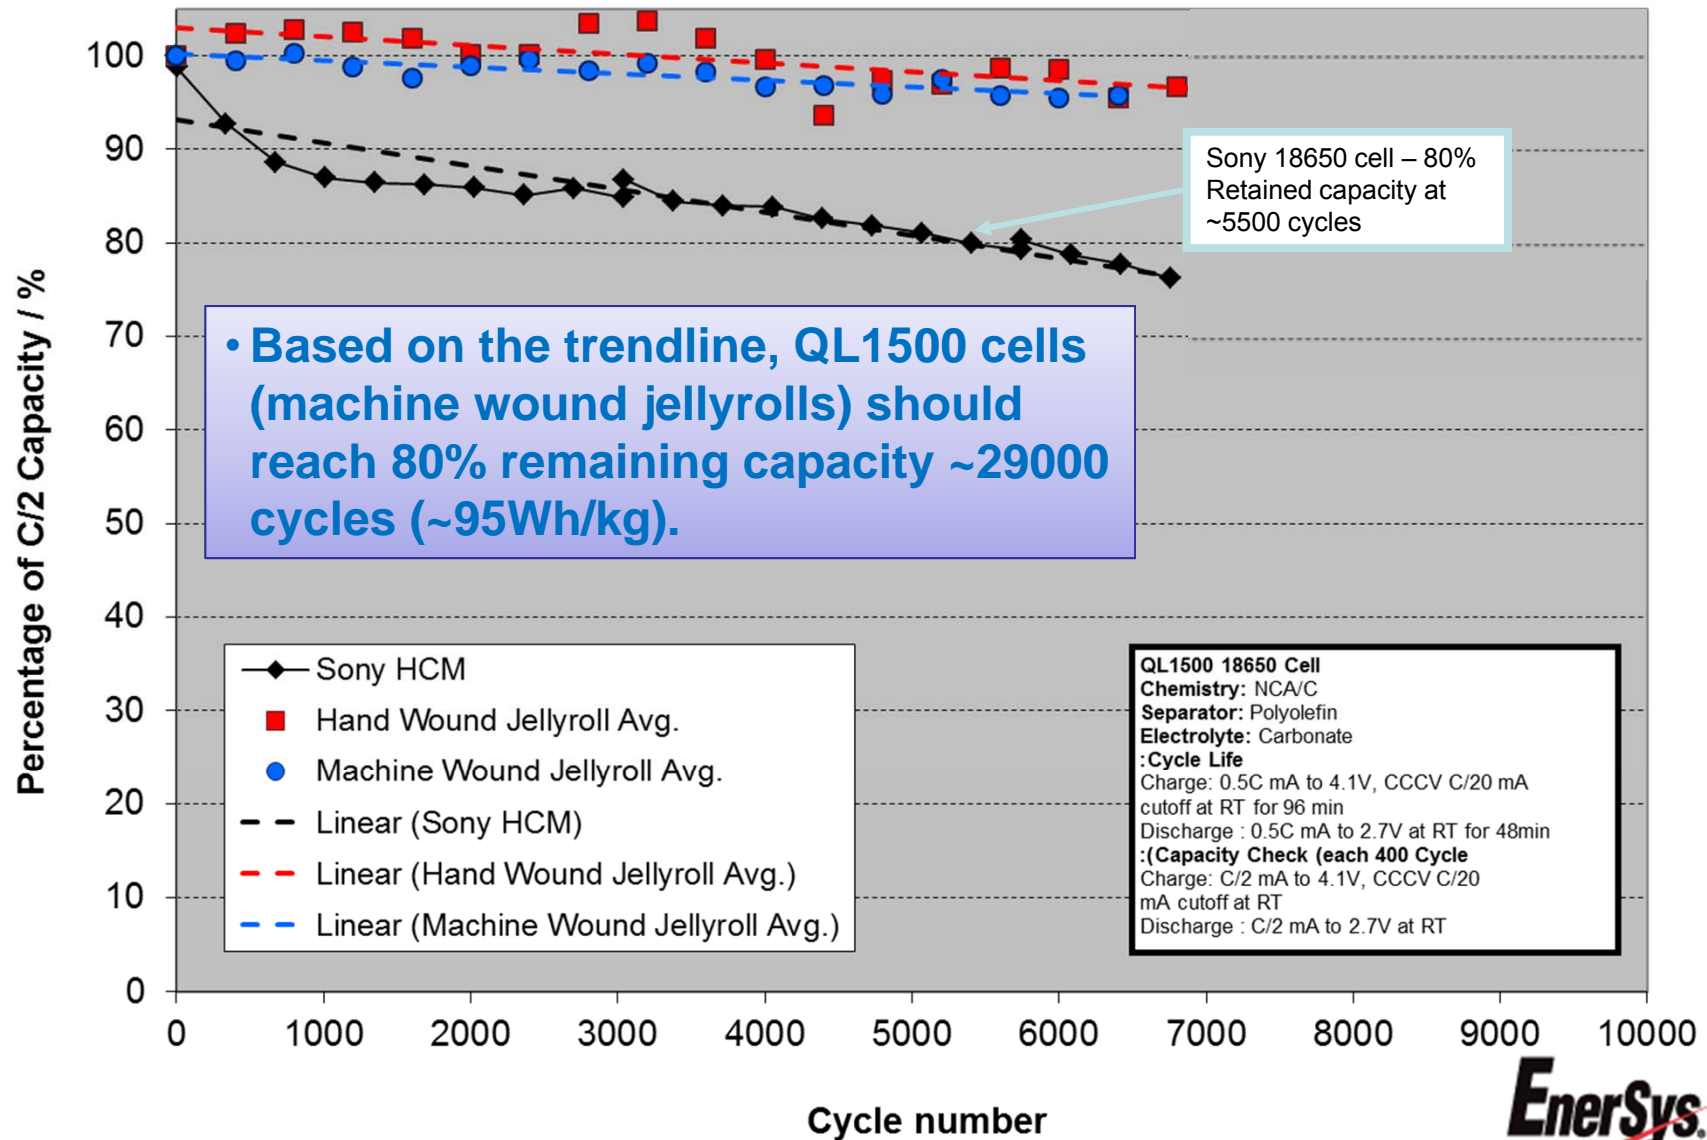 Percentage of C/2 Capacity / %
100
90
80
70
60
50
40
30
20
10
0
Sony 18650 cell – 80%
Retained capacity at
~5500 cycles
• Based on the trendline, QL1500 cells
(machine wound jellyrolls) should
reach 80% remaining capacity ~29000
cycles (~95Wh/kg).
Sony HCM
Hand Wound Jellyroll Avg.
Machine Wound Jellyroll Avg.
Linear (Sony HCM)
Linear (Hand Wound Jellyroll Avg.)
Linear (Machine Wound Jellyroll Avg.)
QL1500 18650 Cell
Chemistry: NCA/C
Separator: Polyolefin
Electrolyte: Carbonate
:Cycle Life
Charge: 0.5C mA to 4.1V, CCCV C/20 mA
cutoff at RT for 96 min
Discharge : 0.5C mA to 2.7V at RT for 48min
:(Capacity Check (each 400 Cycle
Charge: C/2 mA to 4.1V, CCCV C/20
mA cutoff at RT
Discharge : C/2 mA to 2.7V at RT
0 1000 2000 3000 4000 5000 6000 7000 8000 9000 10000
Cycle number
EnerSys.